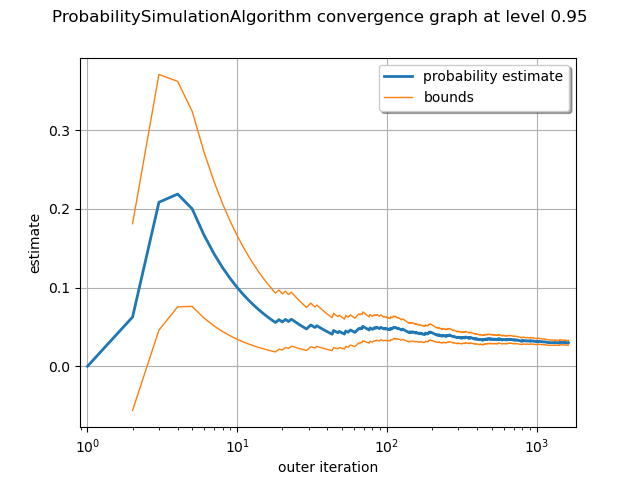 ProbabilitySimulationAlgorithm convergence graph at level 0.95
probability estimate
bounds
0.3
0.2
0.1
0.0
estimate
10⁰
10¹
10²
10³
outer iteration